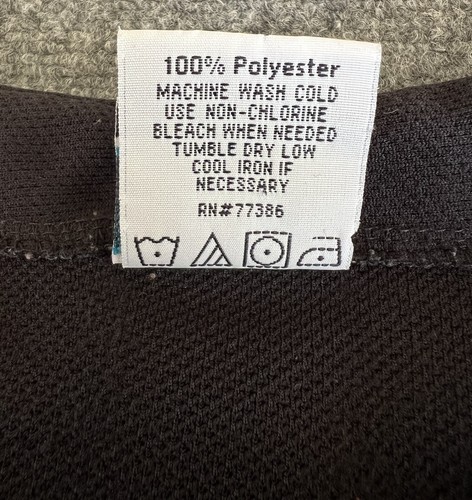 100% Polyester
MACHINE WASH COLD
USE NON-CHLORINE
BLEACH WHEN NEEDED
TUMBLE DRY LOW
COOL IRON IF
NECESSARY
RN#77386